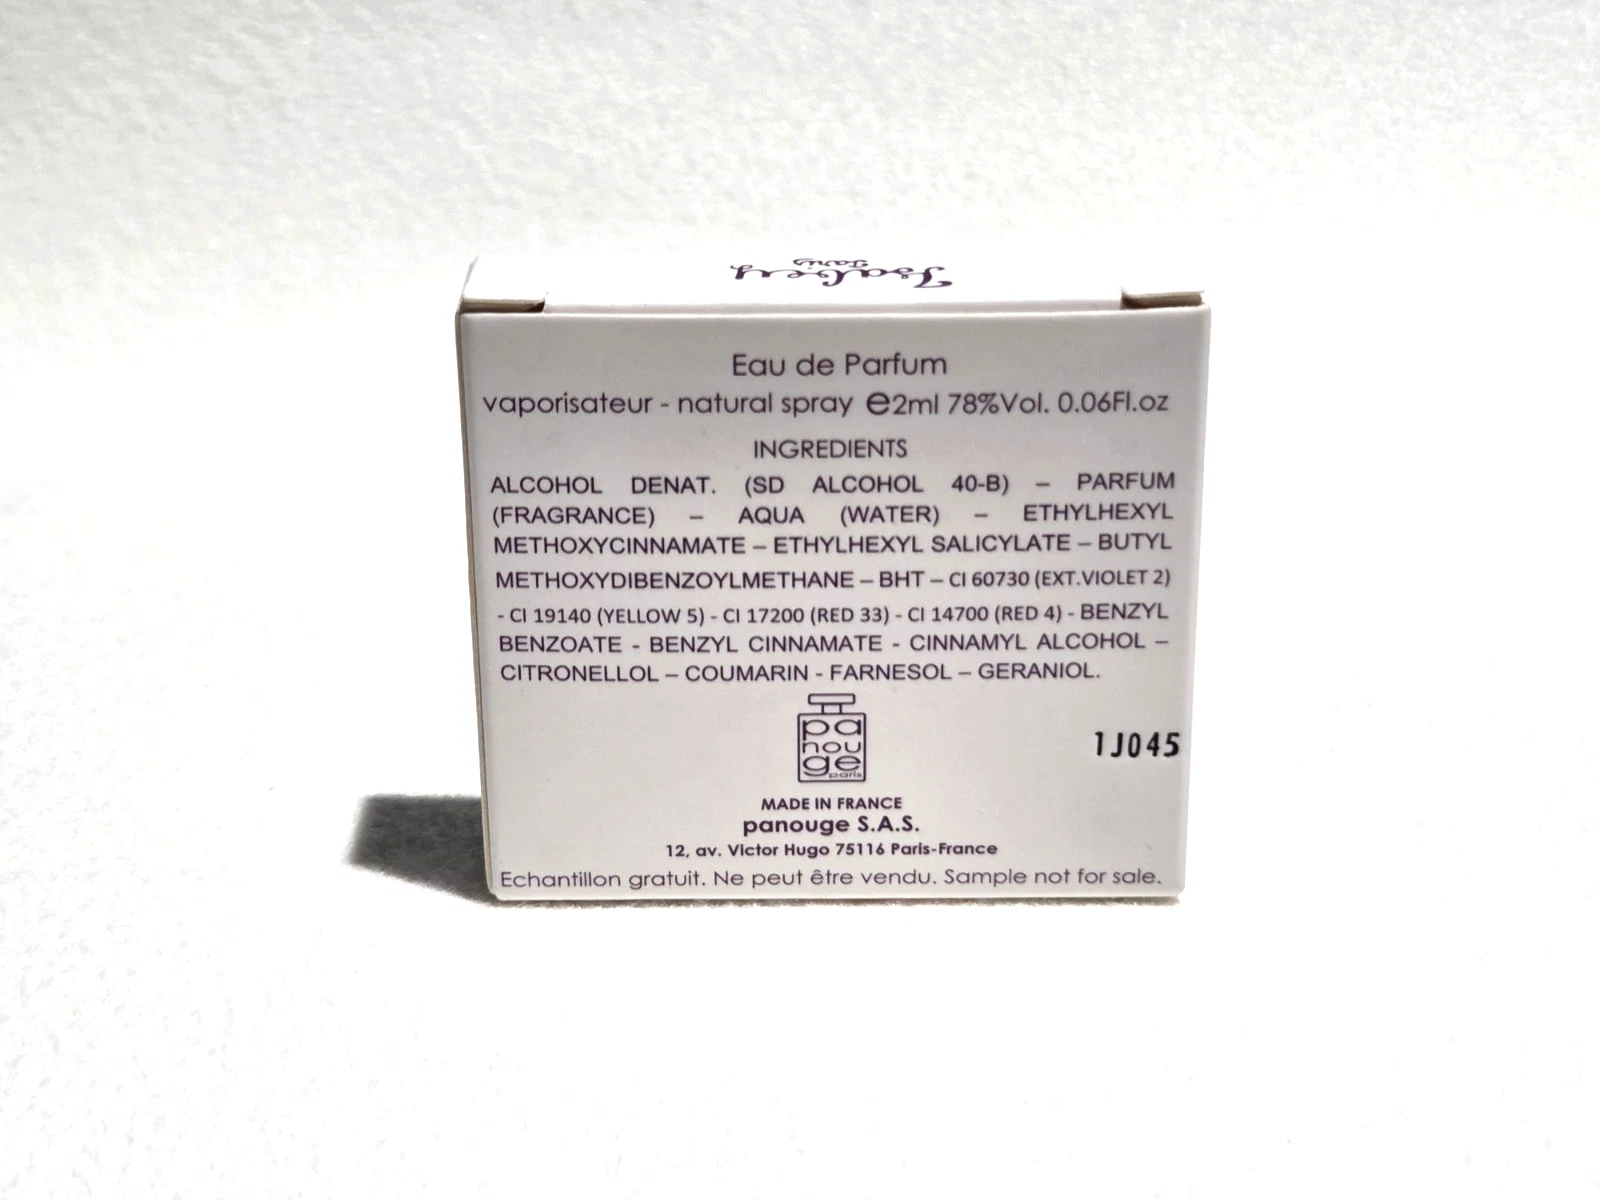 Isabey
Paris
Eau de Parfum
vaporisateur - natural spray ℮2ml 78%Vol. 0.06Fl.oz
INGREDIENTS
ALCOHOL DENAT. (SD ALCOHOL 40-B) – PARFUM
(FRAGRANCE) – AQUA (WATER) – ETHYLHEXYL
METHOXYCINNAMATE – ETHYLHEXYL SALICYLATE – BUTYL
METHOXYDIBENZOYLMETHANE – BHT – CI 60730 (EXT.VIOLET 2)
- CI 19140 (YELLOW 5) - CI 17200 (RED 33) - CI 14700 (RED 4) - BENZYL
BENZOATE - BENZYL CINNAMATE - CINNAMYL ALCOHOL –
CITRONELLOL – COUMARIN - FARNESOL – GERANIOL.
pa
nou
ge
paris
1J045
MADE IN FRANCE
panouge S.A.S.
12, av. Victor Hugo 75116 Paris-France
Echantillon gratuit. Ne peut être vendu. Sample not for sale.